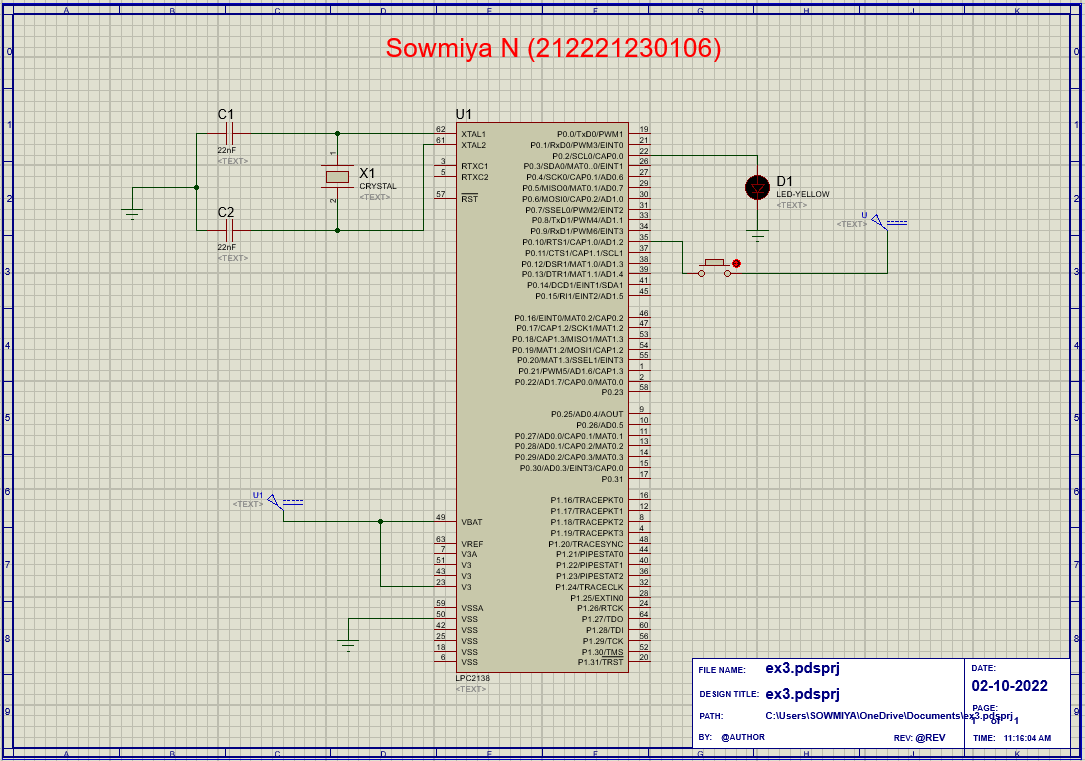 A B C D E F G H J K
Sowmiya N (212221230106)
0 0
1 1
2 2
3 3
4 4
5 5
6 6
7 7
8 8
9 9
C1
22nF
<TEXT>
C2
22nF
<TEXT>
1
X1
CRYSTAL
<TEXT>
2
U1
62 XTAL1
61 XTAL2
3 RTXC1
5 RTXC2
57 RST
49 VBAT
63 VREF
7 V3A
51 V3
43 V3
23 V3
59 VSSA
50 VSS
42 VSS
25 VSS
18 VSS
6 VSS
P0.0/TxD0/PWM1 19
P0.1/RxD0/PWM3/EINT0 21
P0.2/SCL0/CAP0.0 22
P0.3/SDA0/MAT0..0/EINT1 26
P0.4/SCK0/CAP0.1/AD0.6 27
P0.5/MISO0/MAT0.1/AD0.7 29
P0.6/MOSI0/CAP0.2/AD1.0 30
P0.7/SSEL0/PWM2/EINT2 31
P0.8/TxD1/PWM4/AD1.1 33
P0.9/RxD1/PWM6/EINT3 34
P0.10/RTS1/CAP1.0/AD1.2 35
P0.11/CTS1/CAP1.1/SCL1 37
P0.12/DSR1/MAT1.0/AD1.3 38
P0.13/DTR1/MAT1.1/AD1.4 39
P0.14/DCD1/EINT1/SDA1 41
P0.15/RI1/EINT2/AD1.5 45
P0.16/EINT0/MAT0.2/CAP0.2 46
P0.17/CAP1.2/SCK1/MAT1.2 47
P0.18/CAP1.3/MISO1/MAT1.3 53
P0.19/MAT1.2/MOSI1/CAP1.2 54
P0.20/MAT1.3/SSEL1/EINT3 55
P0.21/PWM5/AD1.6/CAP1.3 1
P0.22/AD1.7/CAP0.0/MAT0.0 2
P0.23 58
P0.25/AD0.4/AOUT 9
P0.26/AD0.5 10
P0.27/AD0.0/CAP0.1/MAT0.1 11
P0.28/AD0.1/CAP0.2/MAT0.2 13
P0.29/AD0.2/CAP0.3/MAT0.3 14
P0.30/AD0.3/EINT3/CAP0.0 15
P0.31 17
P1.16/TRACEPKT0 16
P1.17/TRACEPKT1 12
P1.18/TRACEPKT2 8
P1.19/TRACEPKT3 4
P1.20/TRACESYNC 48
P1.21/PIPESTAT0 44
P1.22/PIPESTAT1 40
P1.23/PIPESTAT2 36
P1.24/TRACECLK 32
P1.25/EXTIN0 28
P1.26/RTCK 24
P1.27/TDO 64
P1.28/TDI 60
P1.29/TCK 56
P1.30/TMS 52
P1.31/TRST 20
LPC2138
<TEXT>
D1
LED-YELLOW
<TEXT>
U
<TEXT>
U1
<TEXT>
FILE NAME: ex3.pdsprj
DESIGN TITLE: ex3.pdsprj
PATH: C:\Users\SOWMIYA\OneDrive\Documents\ex3.pdsprj
BY: @AUTHOR REV: @REV
DATE:
02-10-2022
PAGE:
1 of 1
TIME: 11:16:04 AM
A B C D E F G H J K